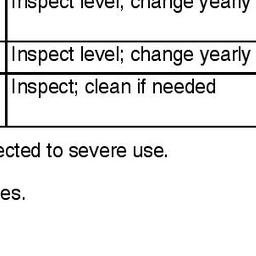 Inspect level; change yearly
Inspect level; change yearly
Inspect; clean if needed
ected to severe use.
es.